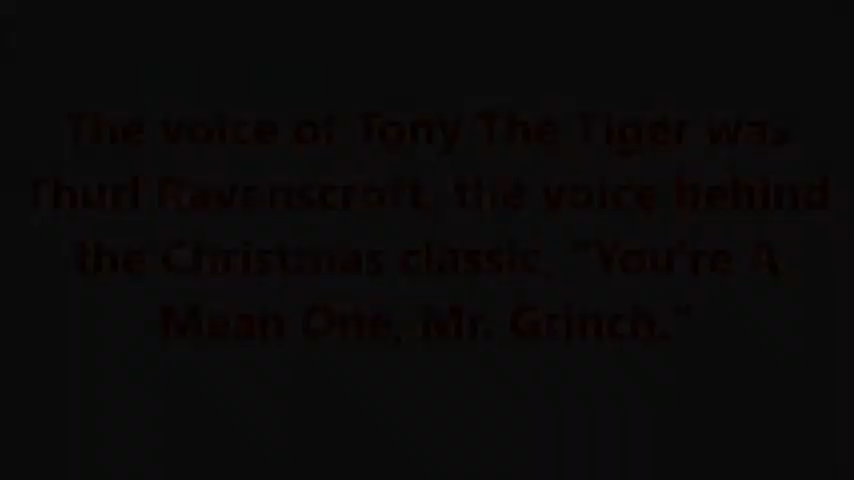 The voice of Tony The Tiger was
Thurl Ravenscroft, the voice behind
the Christmas classic, "You're A
Mean One, Mr. Grinch."